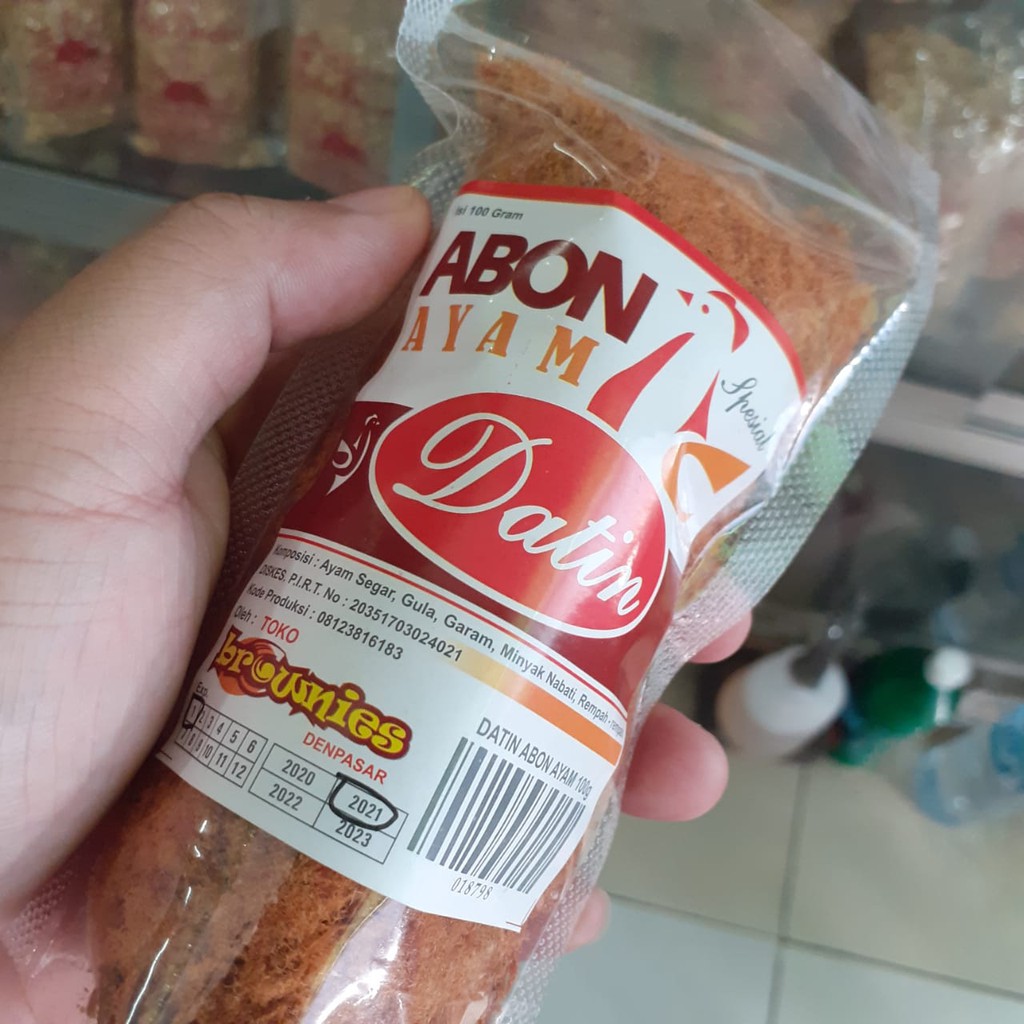 Isi 100 Gram
ABON
AYAM
Spesial
Datin
Komposisi : Ayam Segar, Gula, Garam, Minyak Nabati, Rempah - rempah
DISKES. P.I.R.T. No : 20351703024021
Kode Produksi : 08123816183
Oleh : TOKO
brownies
DENPASAR
Exp.
1 2 3 4 5 6
7 8 9 10 11 12
2020 2021
2022 2023
DATIN ABON AYAM 100g
018798